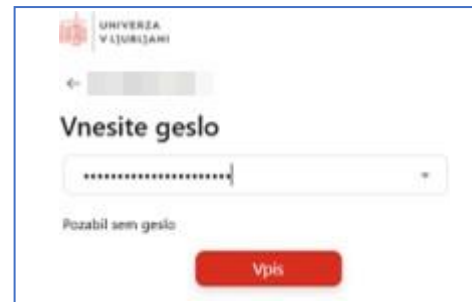 UNIVERZA
V LJUBLJANI
Vnesite geslo
Pozabil sem geslo
Vpis